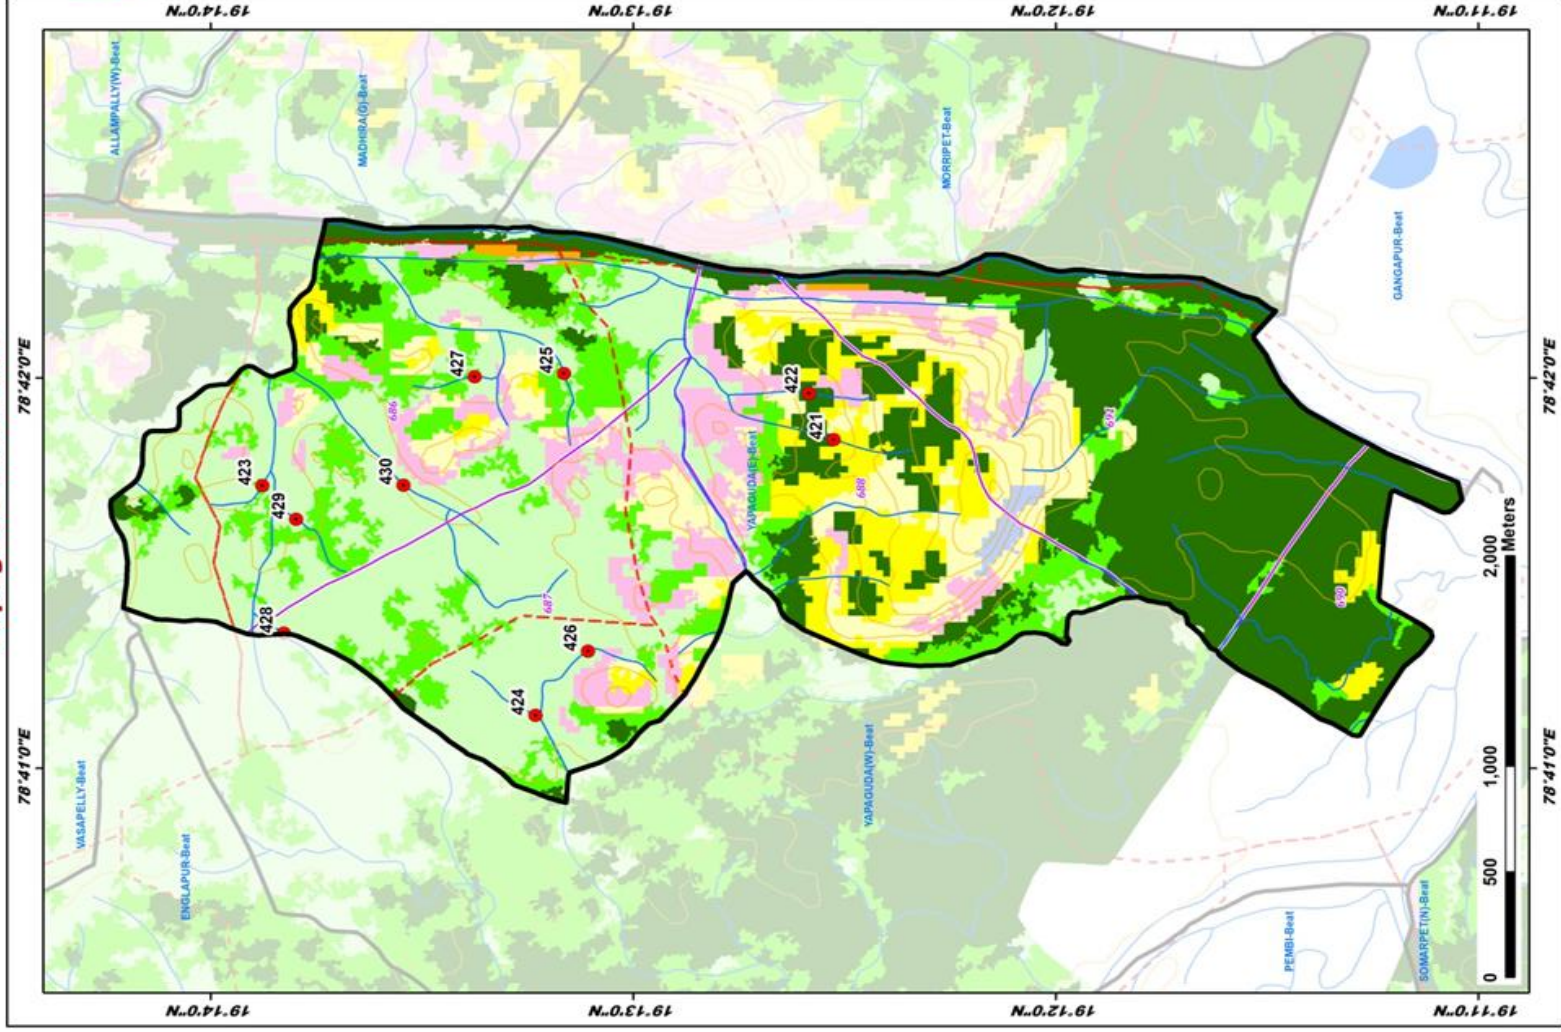 19°14'0"N
19°13'0"N
19°12'0"N
19°11'0"N
ALLAMPALLY(W)-Beat
MADHIRA(G)-Beat
MORRIPET-Beat
GANGAPUR-Beat
78°42'0"E
78°42'0"E
427
425
422
421
423
429
430
686
YAPAGUDA(E)-Beat
688
691
428
687
426
424
690
78°41'0"E
78°41'0"E
VASAPELLY-Beat
ENGLAPUR-Beat
YAPAGUDA(W)-Beat
PEMBI-Beat
SOMARPET(N)-Beat
0
500
1,000
2,000
Meters
19°14'0"N
19°13'0"N
19°12'0"N
19°11'0"N